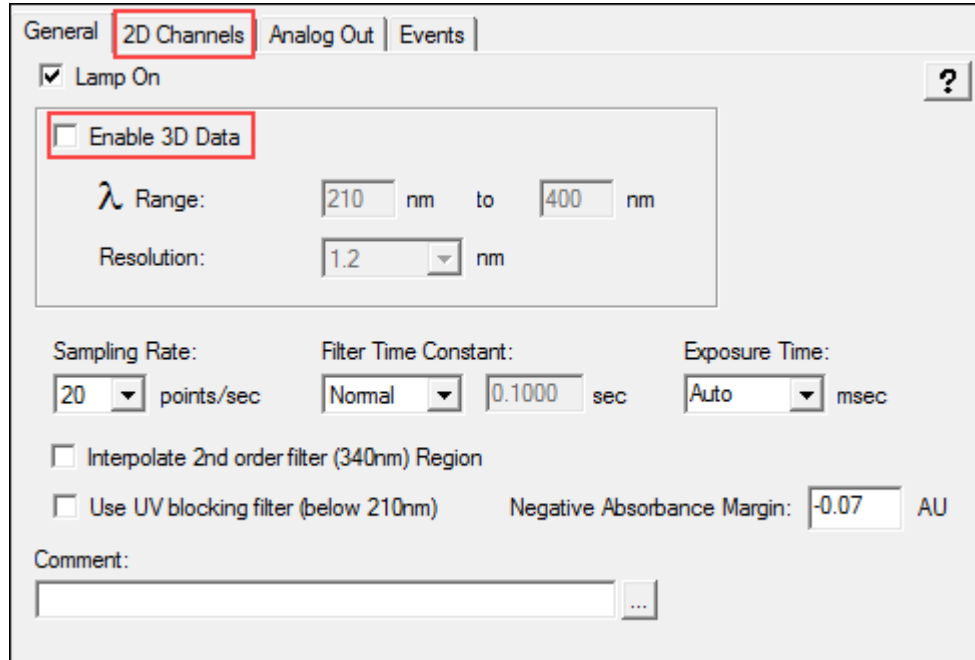 General 2D Channels Analog Out Events
Lamp On ?
Enable 3D Data
λ Range: 210 nm to 400 nm
Resolution: 1.2 nm
Sampling Rate: Filter Time Constant: Exposure Time:
20 points/sec Normal 0.1000 sec Auto msec
Interpolate 2nd order filter (340nm) Region
Use UV blocking filter (below 210nm) Negative Absorbance Margin: -0.07 AU
Comment:
...